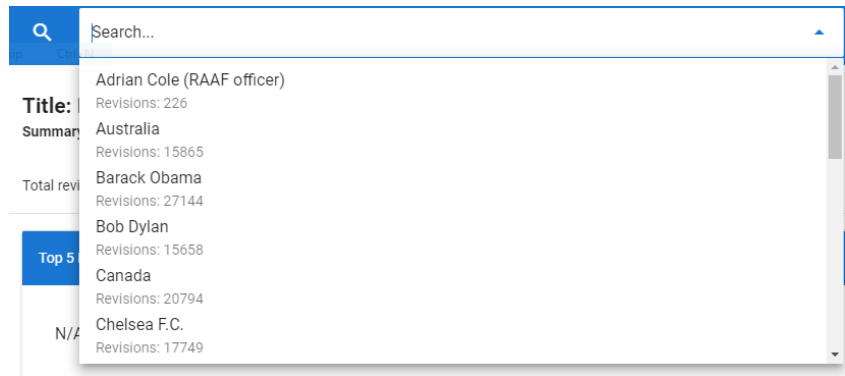 Search...
Ctrl N
Adrian Cole (RAAF officer)
Title:
Revisions: 226
Summary
Australia
Revisions: 15865
Barack Obama
Total revi
Revisions: 27144
Bob Dylan
Top 5
Revisions: 15658
Canada
Revisions: 20794
Chelsea F.C.
N/A
Revisions: 17749